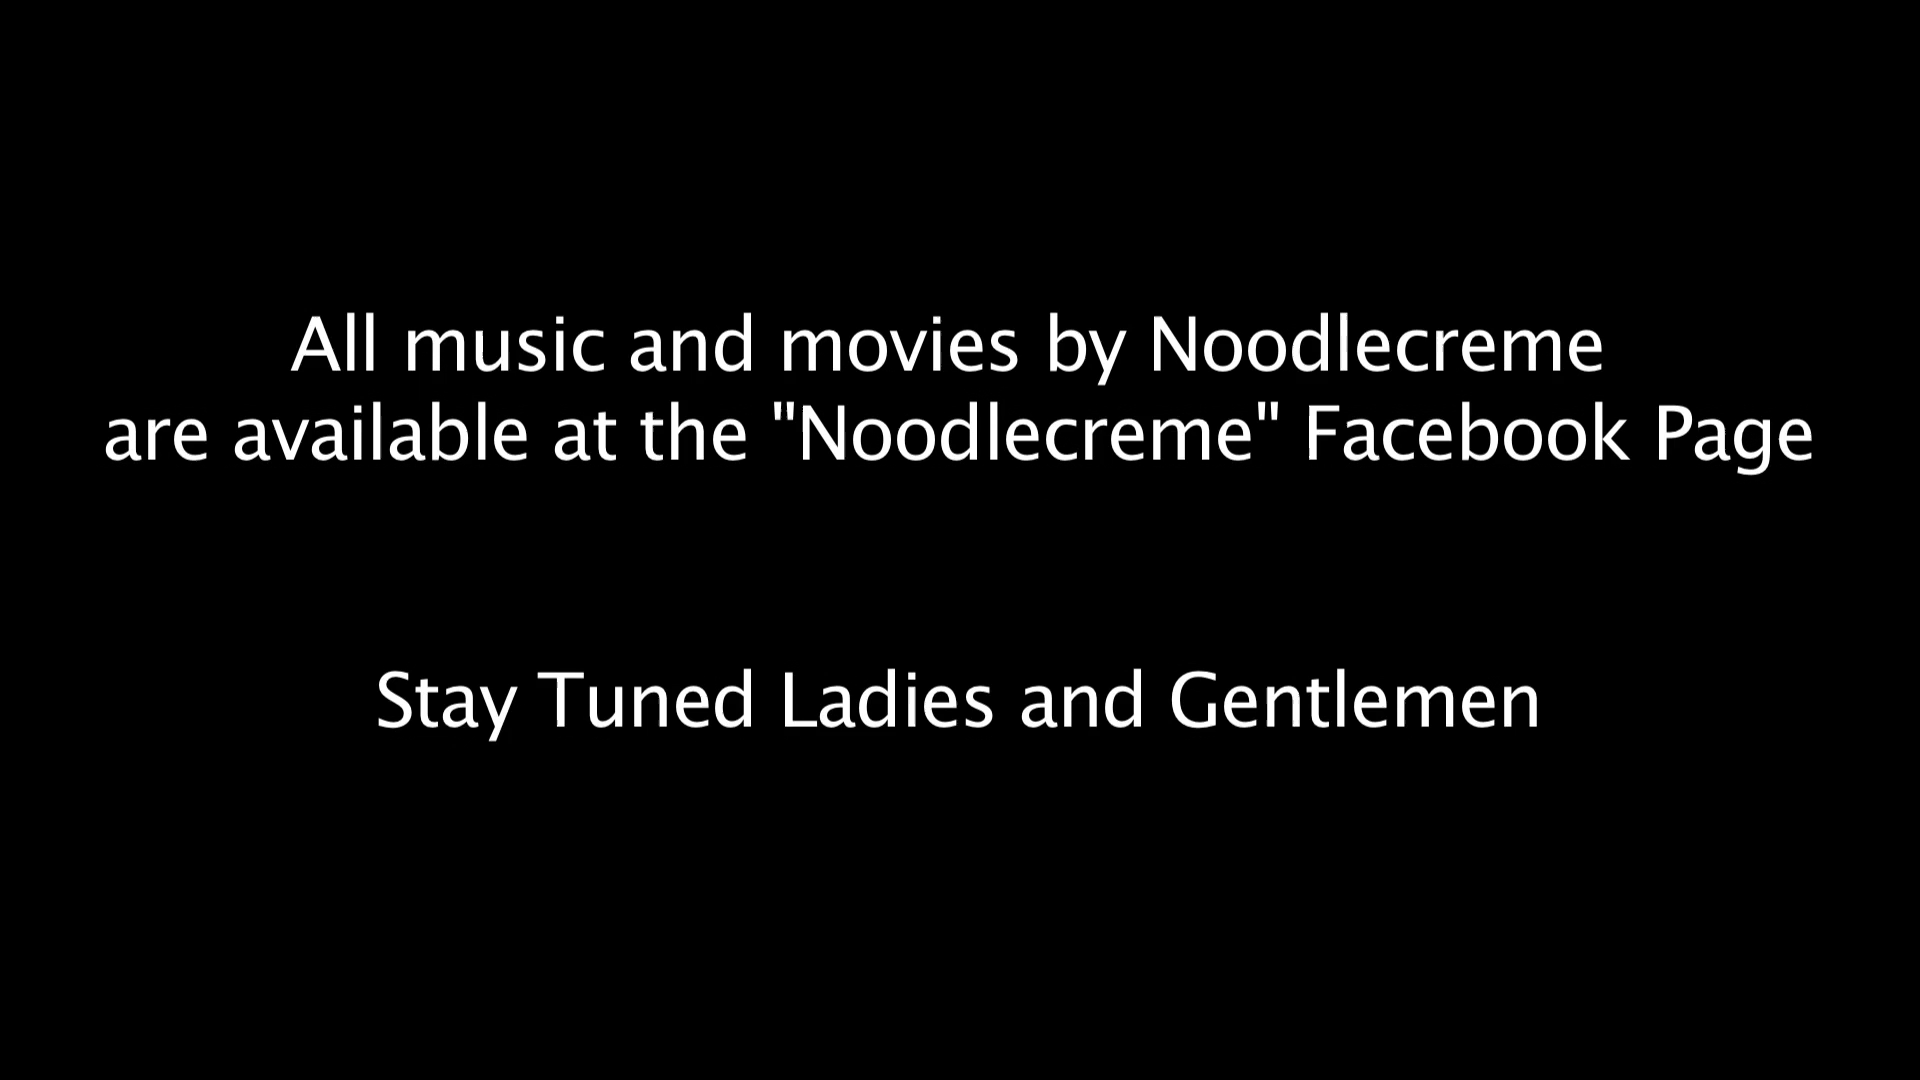 All music and movies by Noodlecreme
are available at the "Noodlecreme" Facebook Page
Stay Tuned Ladies and Gentlemen